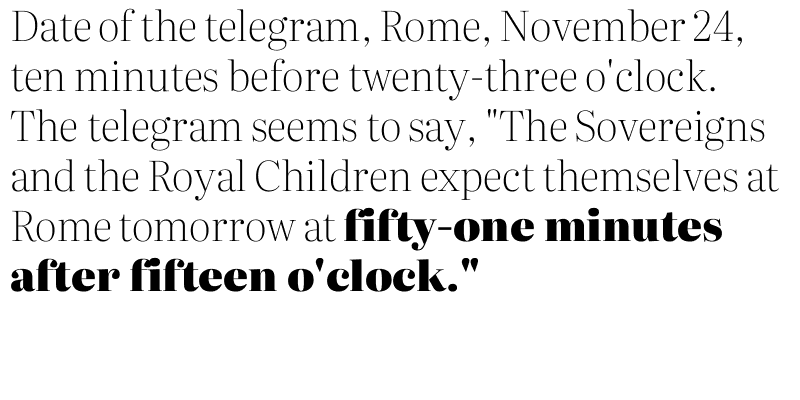 Date of the telegram, Rome, November 24,
ten minutes before twenty-three o'clock.
The telegram seems to say, "The Sovereigns
and the Royal Children expect themselves at
Rome tomorrow at fifty-one minutes
after fifteen o'clock."